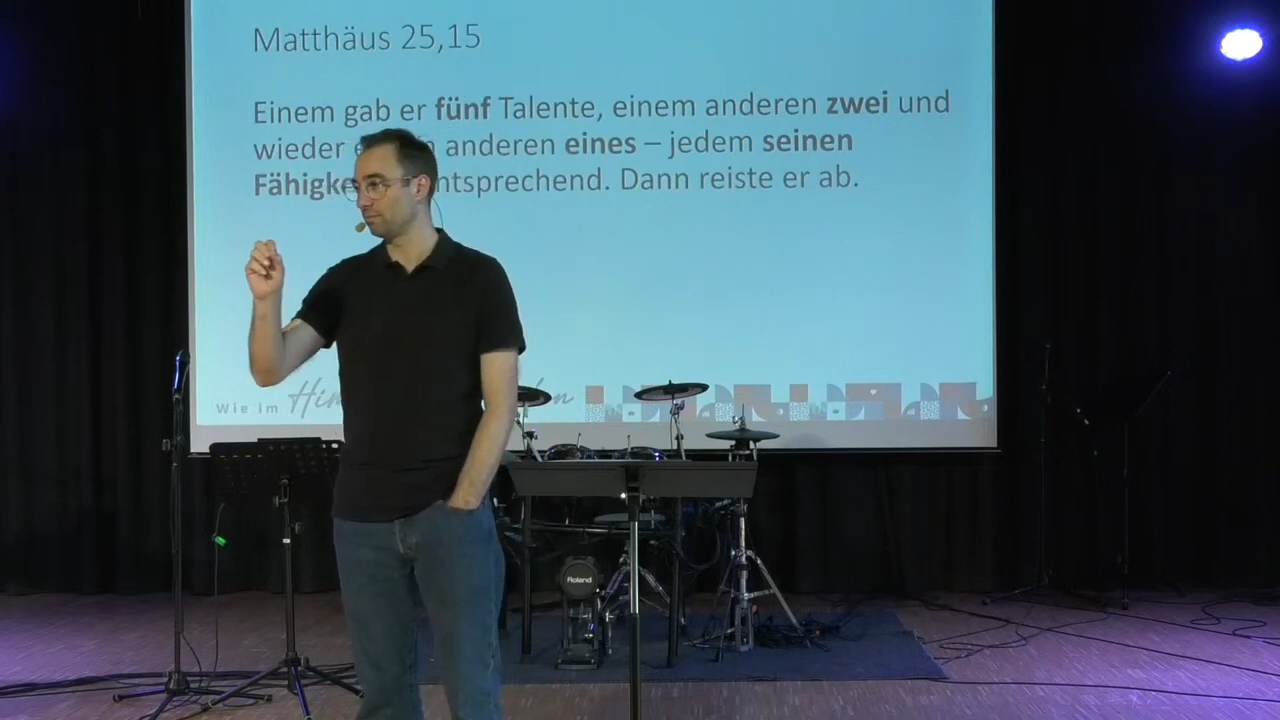 Matthäus 25,15
Einem gab er fünf Talente, einem anderen zwei und
wieder anderen eines – jedem seinen
entsprechend. Dann reiste er ab.
Wie im
Roland